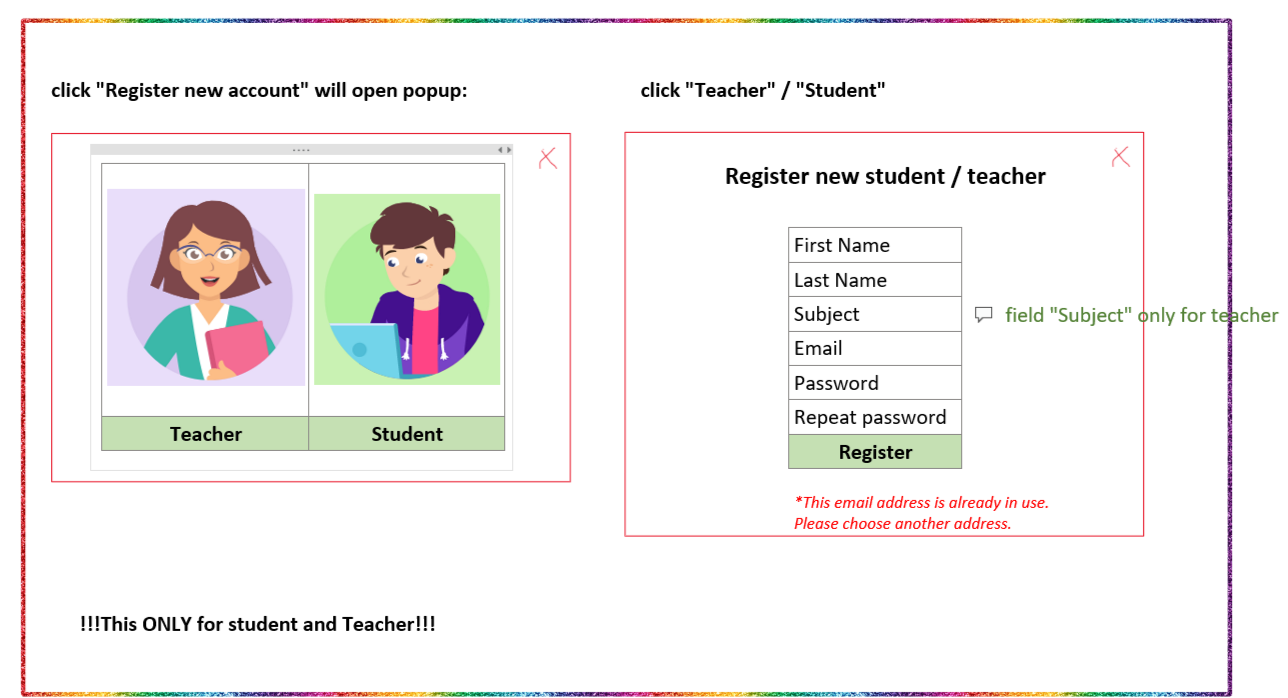 click "Register new account" will open popup:
click "Teacher" / "Student"
Teacher
Student
Register new student / teacher
First Name
Last Name
Subject
field "Subject" only for teacher
Email
Password
Repeat password
Register
*This email address is already in use.
Please choose another address.
!!!This ONLY for student and Teacher!!!